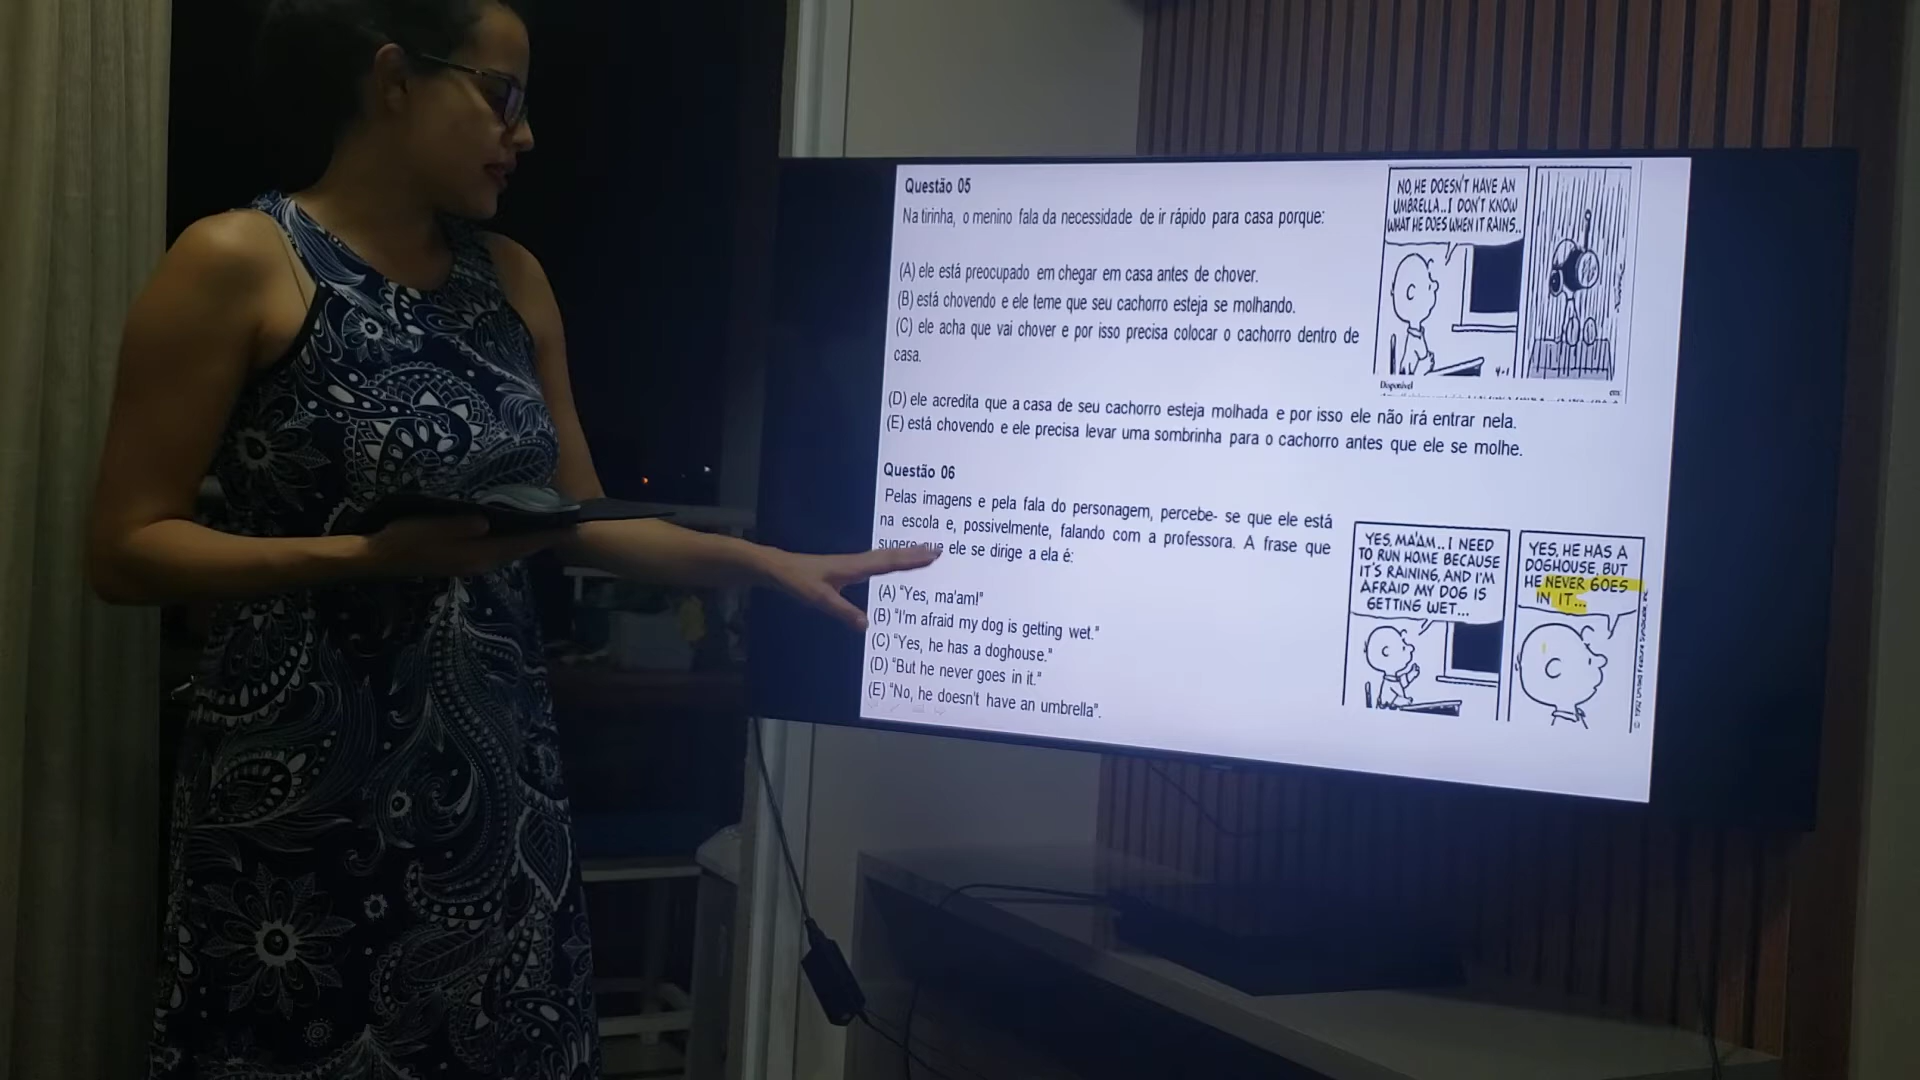 Questão 05
Na tirinha, o menino fala da necessidade de ir rápido para casa porque:
(A) ele está preocupado em chegar em casa antes de chover.
(B) está chovendo e ele teme que seu cachorro esteja se molhando.
(C) ele acha que vai chover e por isso precisa colocar o cachorro dentro de
casa.
(D) ele acredita que a casa de seu cachorro esteja molhada e por isso ele não irá entrar nela.
(E) está chovendo e ele precisa levar uma sombrinha para o cachorro antes que ele se molhe.
NO, HE DOESN'T HAVE AN
UMBRELLA.. I DON'T KNOW
WHAT HE DOES WHEN IT RAINS..
4-1
Disponível
Questão 06
Pelas imagens e pela fala do personagem, percebe- se que ele está
na escola e, possivelmente, falando com a professora. A frase que
sugere que ele se dirige a ela é:
(A) "Yes, ma'am!"
(B) "I'm afraid my dog is getting wet."
(C) "Yes, he has a doghouse."
(D) "But he never goes in it."
(E) "No, he doesn't have an umbrella".
YES, MA'AM.. I NEED
TO RUN HOME BECAUSE
IT'S RAINING, AND I'M
AFRAID MY DOG IS
GETTING WET...
YES, HE HAS A
DOGHOUSE, BUT
HE NEVER GOES
IN IT...
© 1992 United Feature Syndicate,